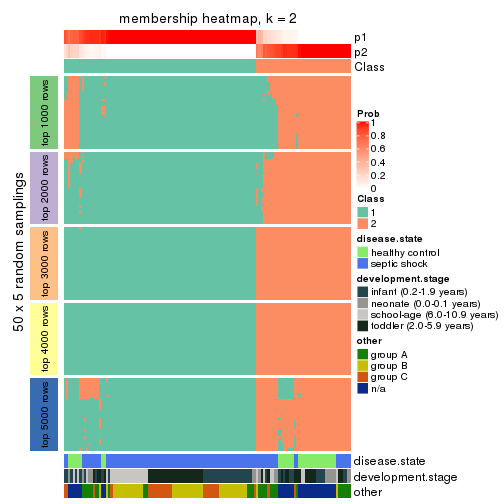 membership heatmap, k = 2
p1
p2
Class
50 x 5 random samplings
top 1000 rows
top 2000 rows
top 3000 rows
top 4000 rows
top 5000 rows
Prob
1
0.8
0.6
0.4
0.2
0
Class
1
2
disease.state
healthy control
septic shock
development.stage
infant (0.2-1.9 years)
neonate (0.0-0.1 years)
school-age (6.0-10.9 years)
toddler (2.0-5.9 years)
other
group A
group B
group C
n/a
disease.state
development.stage
other